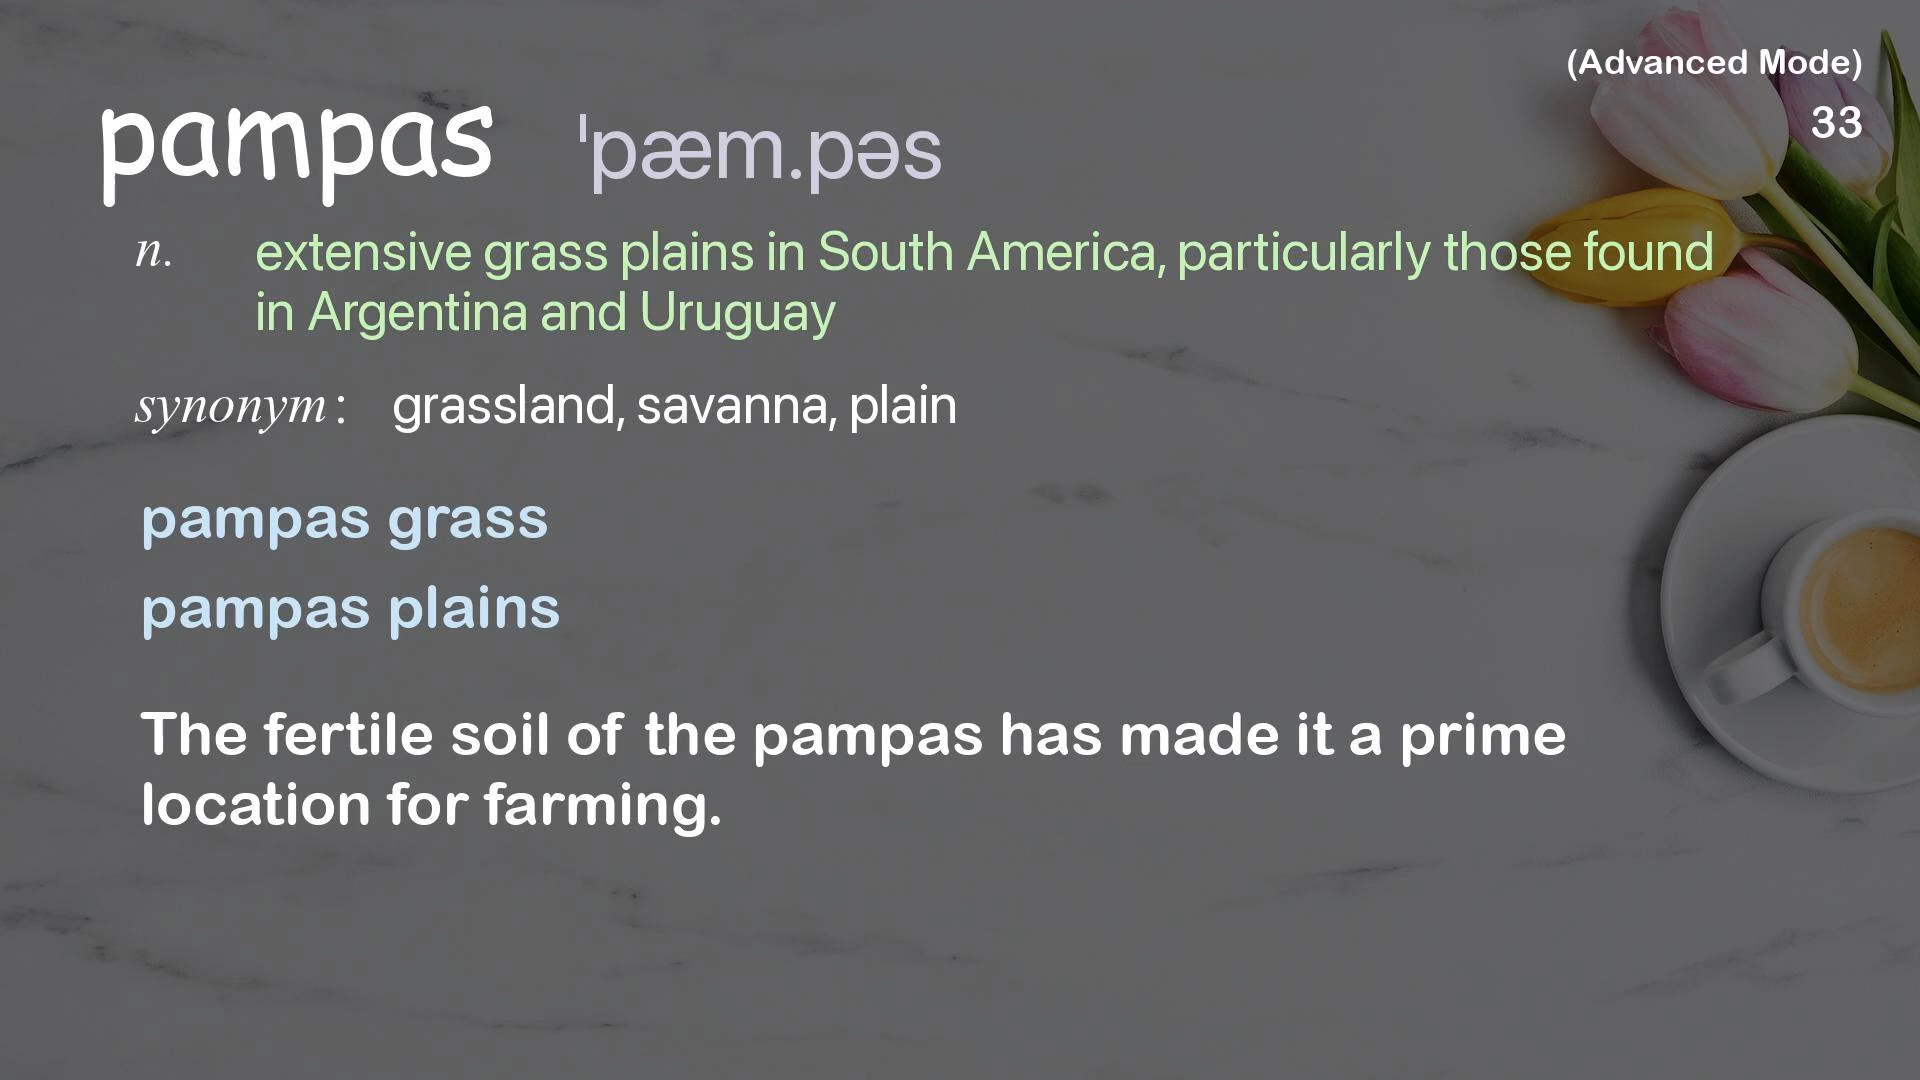 (Advanced Mode)
33
pampas ˈpæm.pəs
n. extensive grass plains in South America, particularly those found
in Argentina and Uruguay
synonym: grassland, savanna, plain
pampas grass
pampas plains
The fertile soil of the pampas has made it a prime
location for farming.